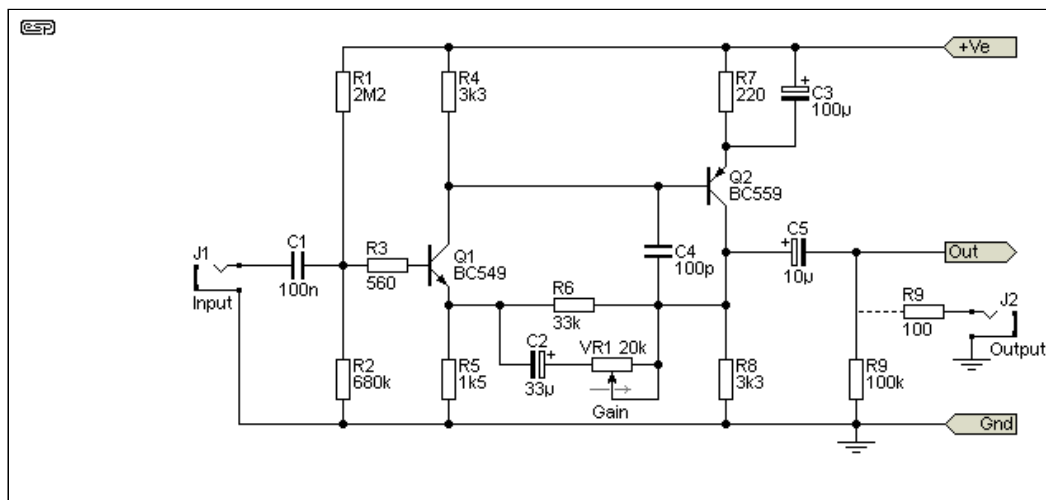 esp
+Ve
R1
2M2
R4
3k3
R7
220
+
C3
100µ
Q2
BC559
J1
Input
C1
100n
R3
560
Q1
BC549
C4
100p
C5
+
10µ
Out
R6
33k
R9
100
J2
Output
C2
+
33µ
VR1 20k
Gain
R2
680k
R5
1k5
R8
3k3
R9
100k
Gnd